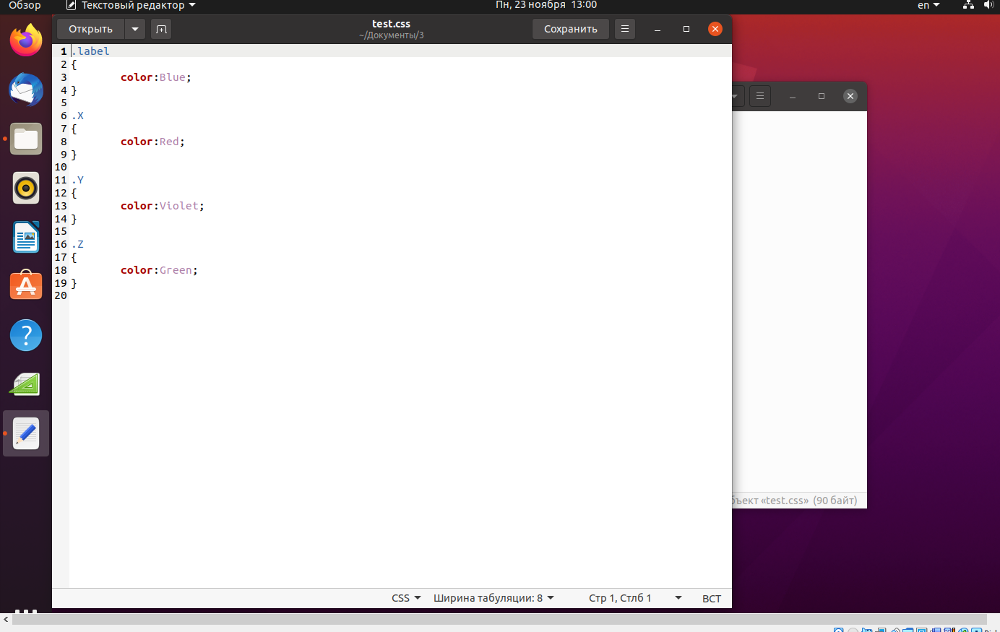 Обзор Текстовый редактор Пн, 23 ноября 13:00 en
Открыть test.css Сохранить
~/Документы/3
1 .label
2 {
3 color:Blue;
4 }
5
6 .X
7 {
8 color:Red;
9 }
10
11 .Y
12 {
13 color:Violet;
14 }
15
16 .Z
17 {
18 color:Green;
19 }
20
«test.css» (90 байт)
CSS Ширина табуляции: 8 Стр 1, Стлб 1 ВСТ